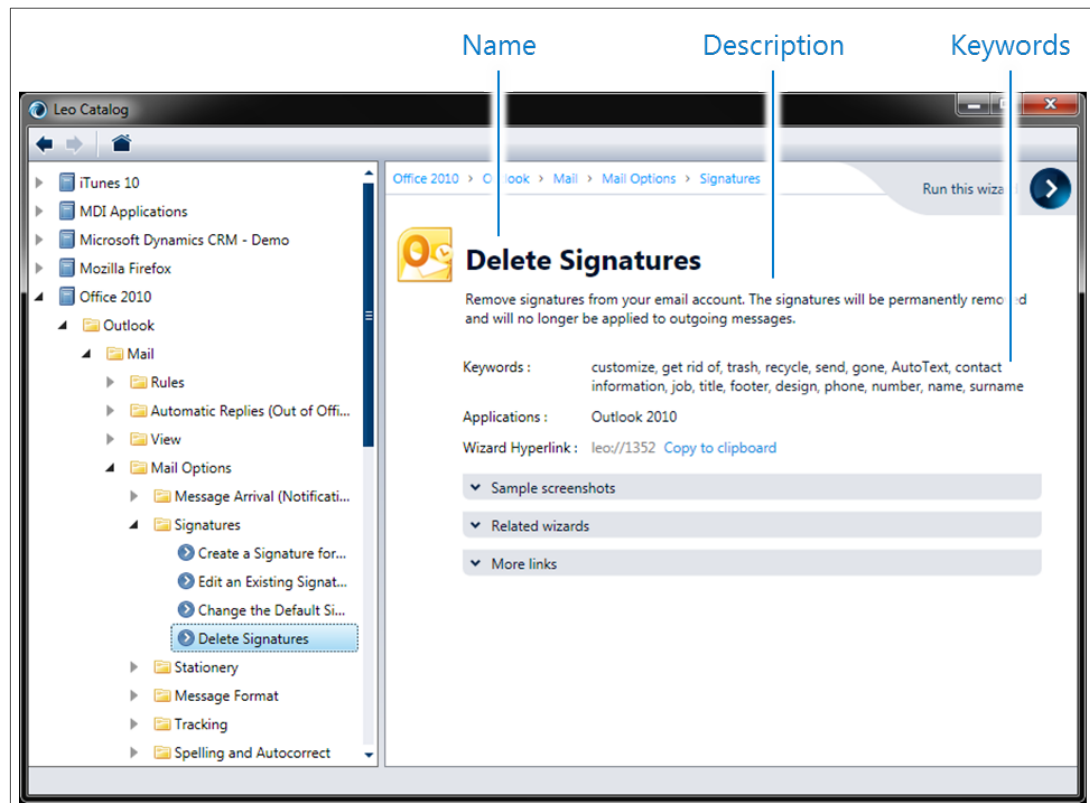 Name Description Keywords
Leo Catalog
iTunes 10
MDI Applications
Microsoft Dynamics CRM - Demo
Mozilla Firefox
Office 2010
Outlook
Mail
Rules
Automatic Replies (Out of Offi...
View
Mail Options
Message Arrival (Notificati...
Signatures
Create a Signature for...
Edit an Existing Signat...
Change the Default Si...
Delete Signatures
Stationery
Message Format
Tracking
Spelling and Autocorrect
Office 2010 > O look > Mail > Mail Options > Signatures
Run this wiza
Delete Signatures
Remove signatures from your email account. The signatures will be permanently remo d
and will no longer be applied to outgoing messages.
Keywords : customize, get rid of, trash, recycle, send, gone, AutoText, contact
information, job, title, footer, design, phone, number, name, surname
Applications : Outlook 2010
Wizard Hyperlink : leo://1352 Copy to clipboard
Sample screenshots
Related wizards
More links